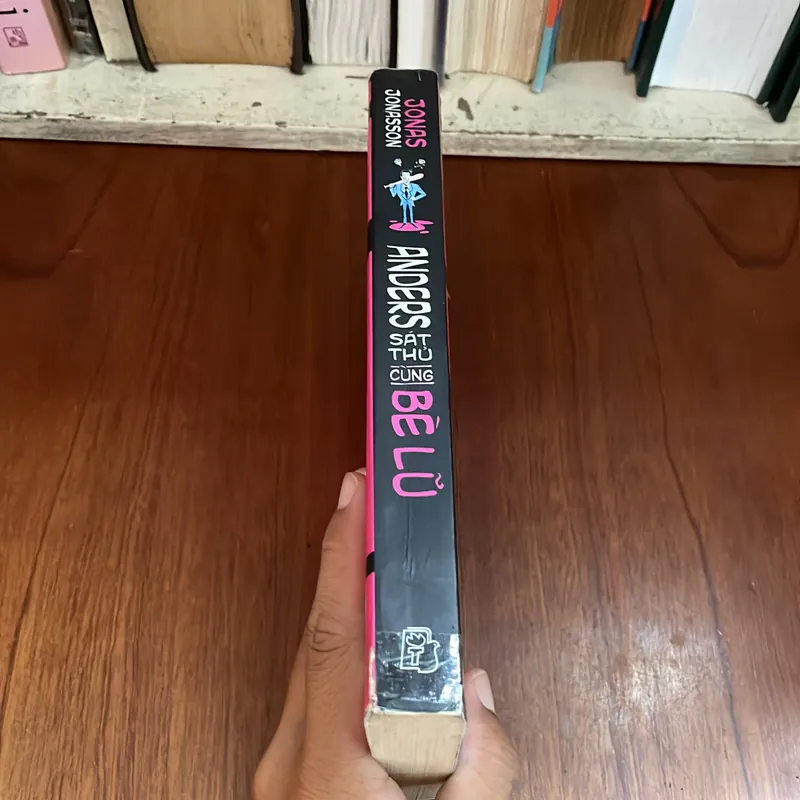 JONAS
JONASSON
ANDERS
SÁT
THỦ
CÙNG
BÈ LŨ